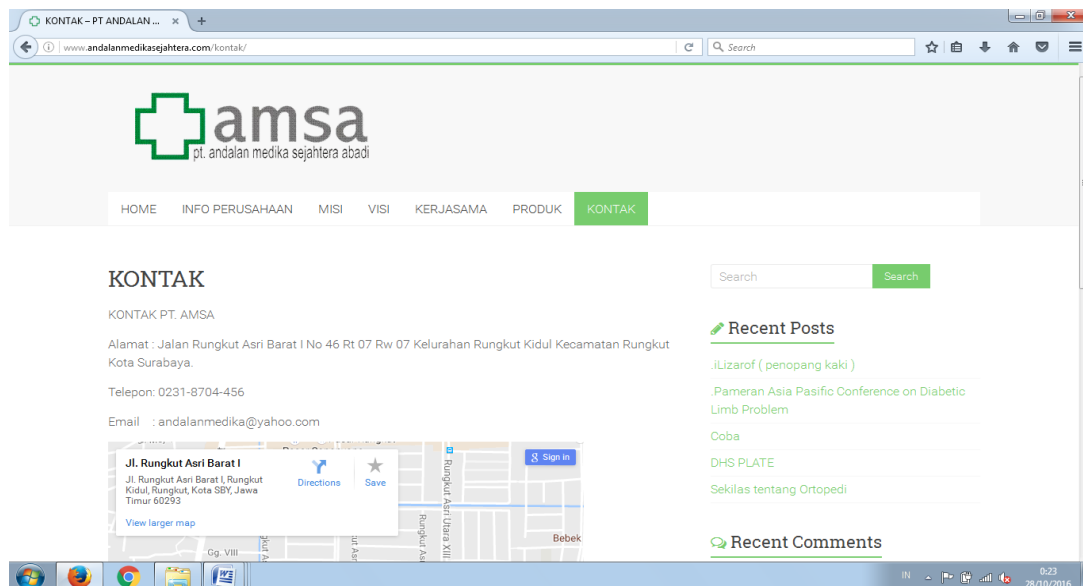 KONTAK – PT ANDALAN ...
www.andalanmedikasejahtera.com/kontak/
Search
amsa
pt. andalan medika sejahtera abadi
HOME INFO PERUSAHAAN MISI VISI KERJASAMA PRODUK KONTAK
KONTAK
KONTAK PT. AMSA
Alamat : Jalan Rungkut Asri Barat I No 46 Rt 07 Rw 07 Kelurahan Rungkut Kidul Kecamatan Rungkut
Kota Surabaya.
Telepon: 0231-8704-456
Email : andalanmedika@yahoo.com
Jl. Rungkut Asri Barat I
Jl. Rungkut Asri Barat I, Rungkut
Kidul, Rungkut, Kota SBY, Jawa
Timur 60293
View larger map
Directions
Save
Sign in
Rungkut Asri Utara XIII
Gg. VIII
Bebek
Search Search
Recent Posts
.iLizarof ( penopang kaki )
.Pameran Asia Pasific Conference on Diabetic
Limb Problem
Coba
DHS PLATE
Sekilas tentang Ortopedi
Recent Comments
IN
0:23
28/10/2016